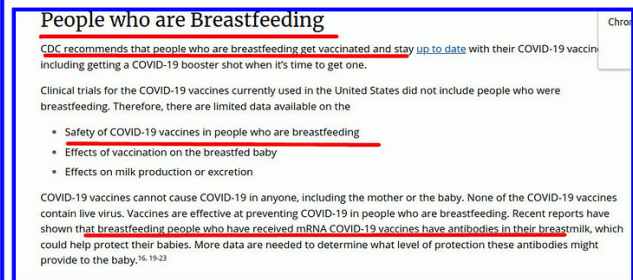 People who are Breastfeeding
Chron
CDC recommends that people who are breastfeeding get vaccinated and stay up to date with their COVID-19 vaccin
including getting a COVID-19 booster shot when it’s time to get one.
Clinical trials for the COVID-19 vaccines currently used in the United States did not include people who were
breastfeeding. Therefore, there are limited data available on the
• Safety of COVID-19 vaccines in people who are breastfeeding
• Effects of vaccination on the breastfed baby
• Effects on milk production or excretion
COVID-19 vaccines cannot cause COVID-19 in anyone, including the mother or the baby. None of the COVID-19 vaccines
contain live virus. Vaccines are effective at preventing COVID-19 in people who are breastfeeding. Recent reports have
shown that breastfeeding people who have received mRNA COVID-19 vaccines have antibodies in their breastmilk, which
could help protect their babies. More data are needed to determine what level of protection these antibodies might
provide to the baby.16, 19-23